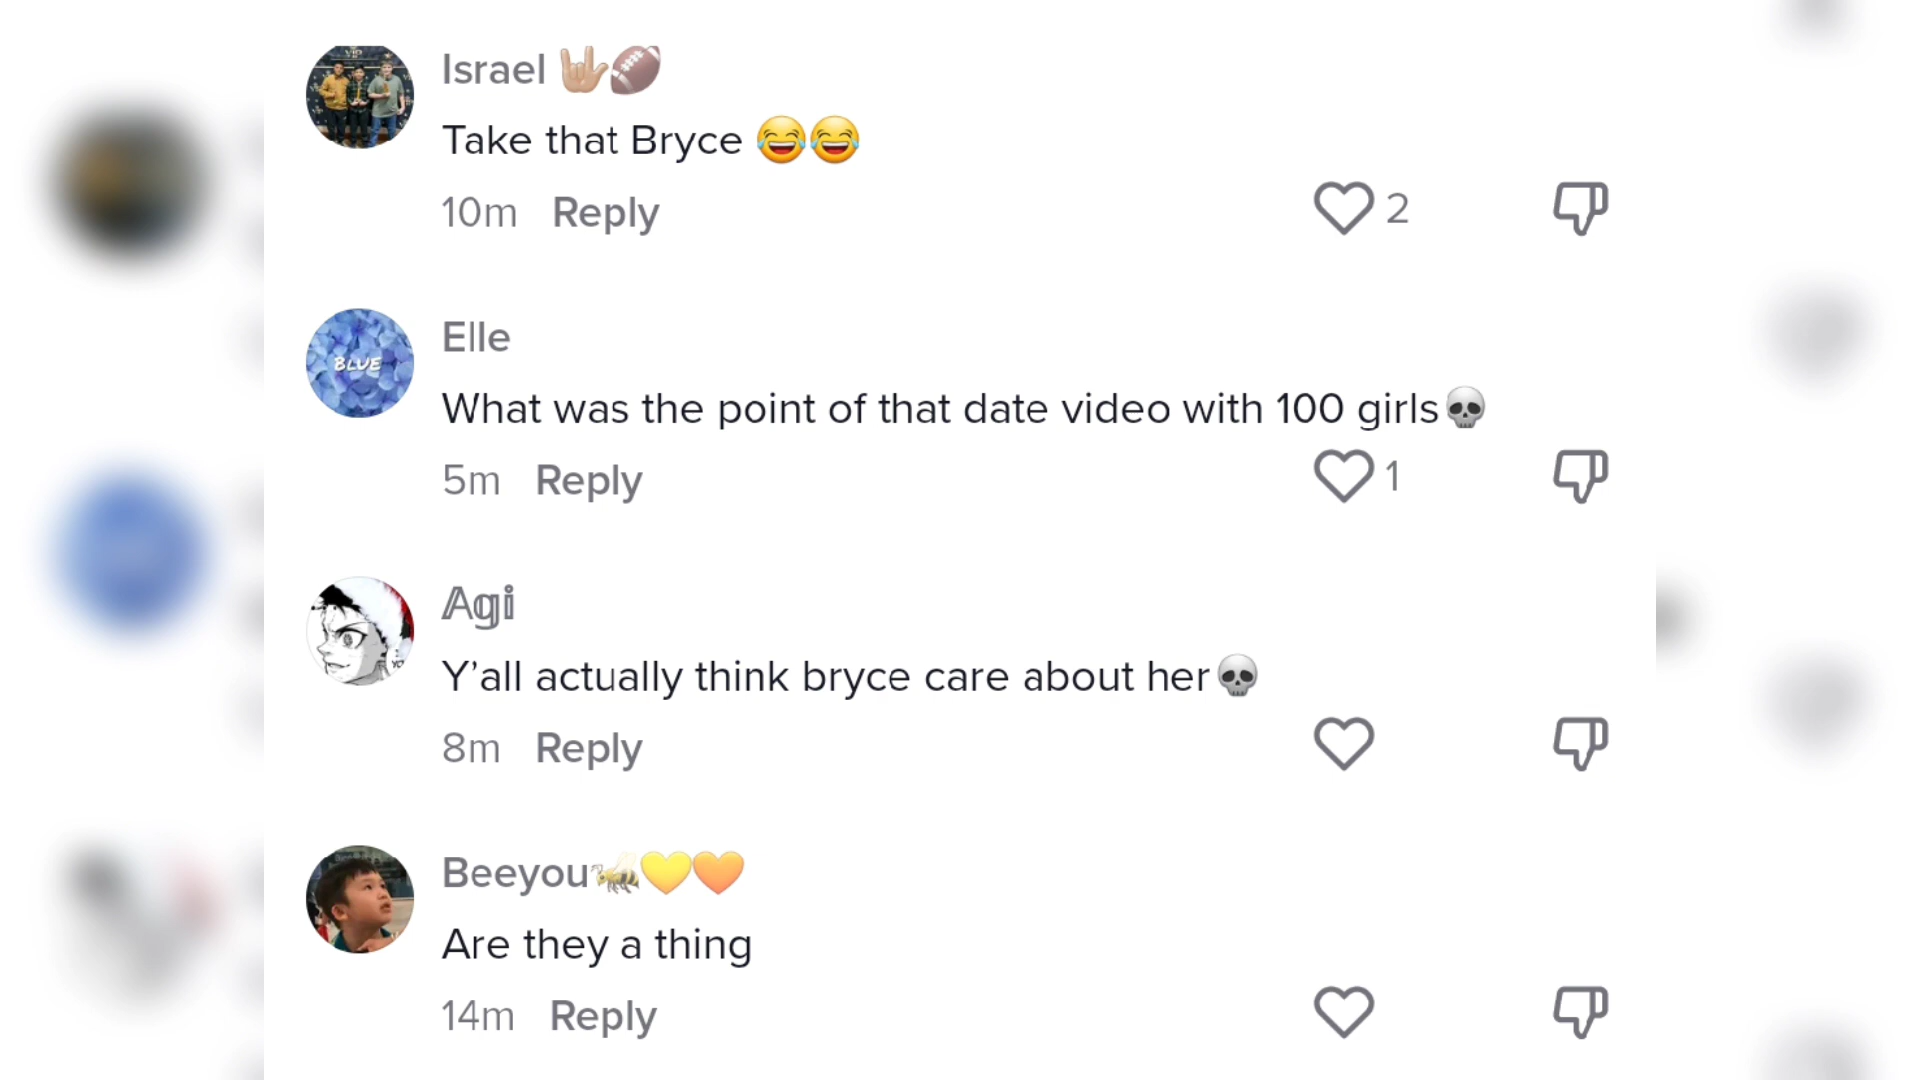 Israel 🤟🏼🏈
Take that Bryce 😂😂
10m Reply
2
BLUE
Elle
What was the point of that date video with 100 girls💀
5m Reply
1
𝔸𝕘𝕚
Y’all actually think bryce care about her💀
8m Reply
Beeyou🐝💛🧡
Are they a thing
14m Reply